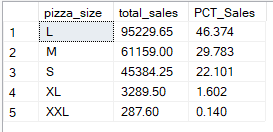 pizza_size total_sales PCT_Sales
1 L 95229.65 46.374
2 M 61159.00 29.783
3 S 45384.25 22.101
4 XL 3289.50 1.602
5 XXL 287.60 0.140